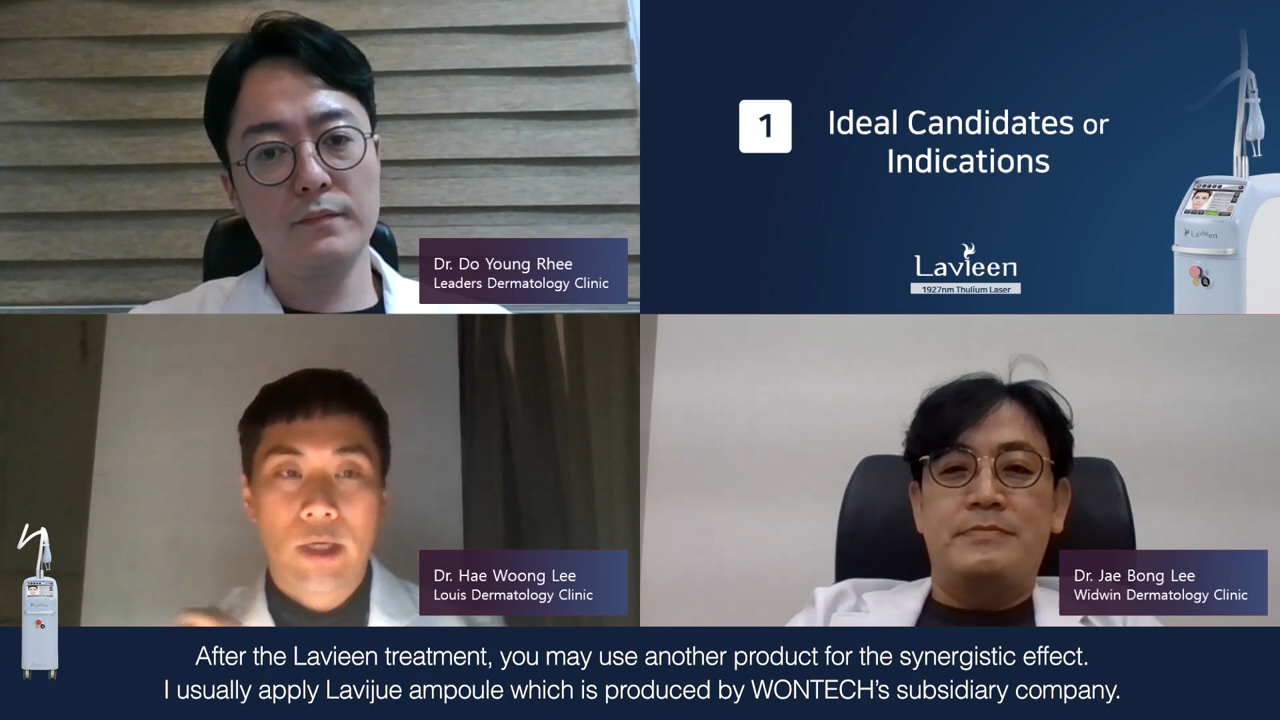 Dr. Do Young Rhee
Leaders Dermatology Clinic
1
Ideal Candidates or
Indications
Lavieen
1927nm Thulium Laser
Lavieen
Dr. Hae Woong Lee
Louis Dermatology Clinic
Dr. Jae Bong Lee
Widwin Dermatology Clinic
After the Lavieen treatment, you may use another product for the synergistic effect.
I usually apply Lavijue ampoule which is produced by WONTECH's subsidiary company.